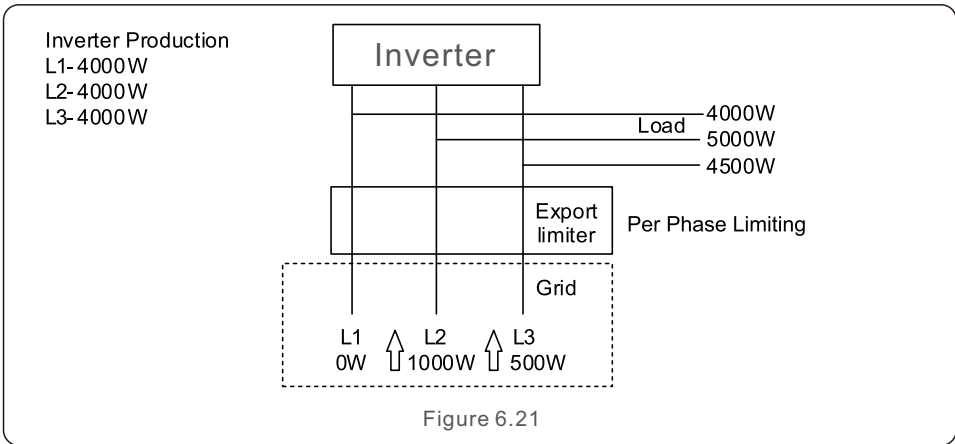 Inverter Production
L1-4000W
L2-4000W
L3-4000W
Inverter
4000W
Load
5000W
4500W
Export
limiter
Per Phase Limiting
Grid
L1 L2 L3
0W 1000W 500W
Figure 6.21